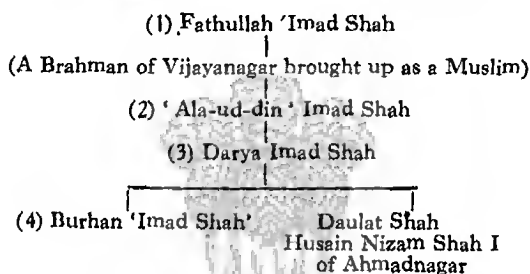 (1) Fathullah 'Imad Shah
(A Brahman of Vijayanagar brought up as a Muslim)
(2) ' Ala-ud-din ' Imad Shah
(3) Darya Imad Shah
(4) Burhan 'Imad Shah' Daulat Shah
Husain Nizam Shah I
of Ahmadnagar